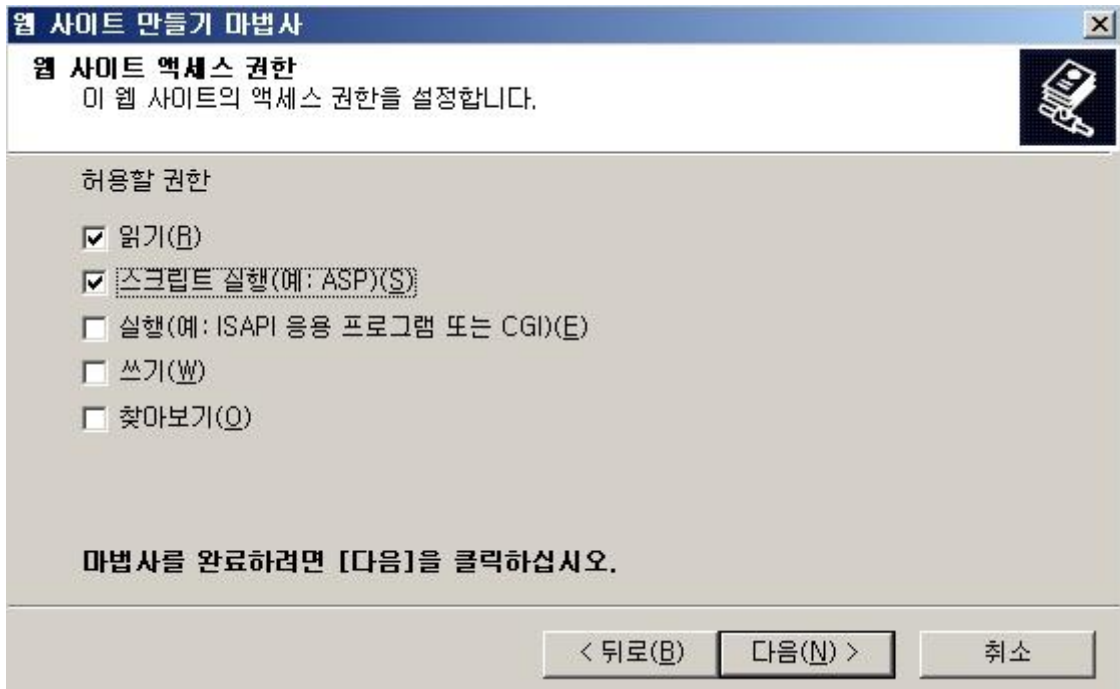 웹 사이트 만들기 마법사
웹 사이트 액세스 권한
이 웹 사이트의 액세스 권한을 설정합니다.
허용할 권한
읽기(R)
스크립트 실행(예: ASP)(S)
실행(예: ISAPI 응용 프로그램 또는 CGI)(E)
쓰기(W)
찾아보기(O)
마법사를 완료하려면 [다음]을 클릭하십시오.
< 뒤로(B) 다음(N) > 취소